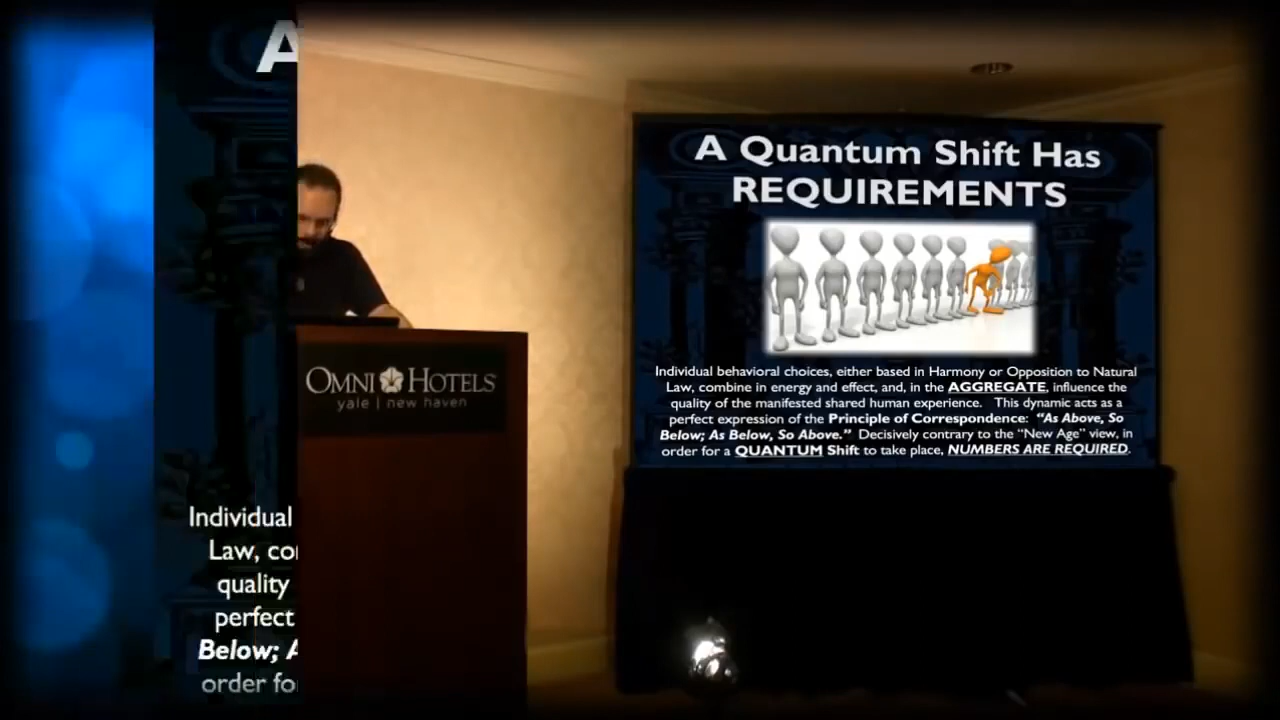 A
Individual
Law, co
quality
perfect
Below; A
order fo
OMNI HOTELS
yale | new haven
A Quantum Shift Has
REQUIREMENTS
Individual behavioral choices, either based in Harmony or Opposition to Natural
Law, combine in energy and effect, and, in the AGGREGATE, influence the
quality of the manifested shared human experience. This dynamic acts as a
perfect expression of the Principle of Correspondence: “As Above, So
Below; As Below, So Above.” Decisively contrary to the “New Age” view, in
order for a QUANTUM Shift to take place, NUMBERS ARE REQUIRED.